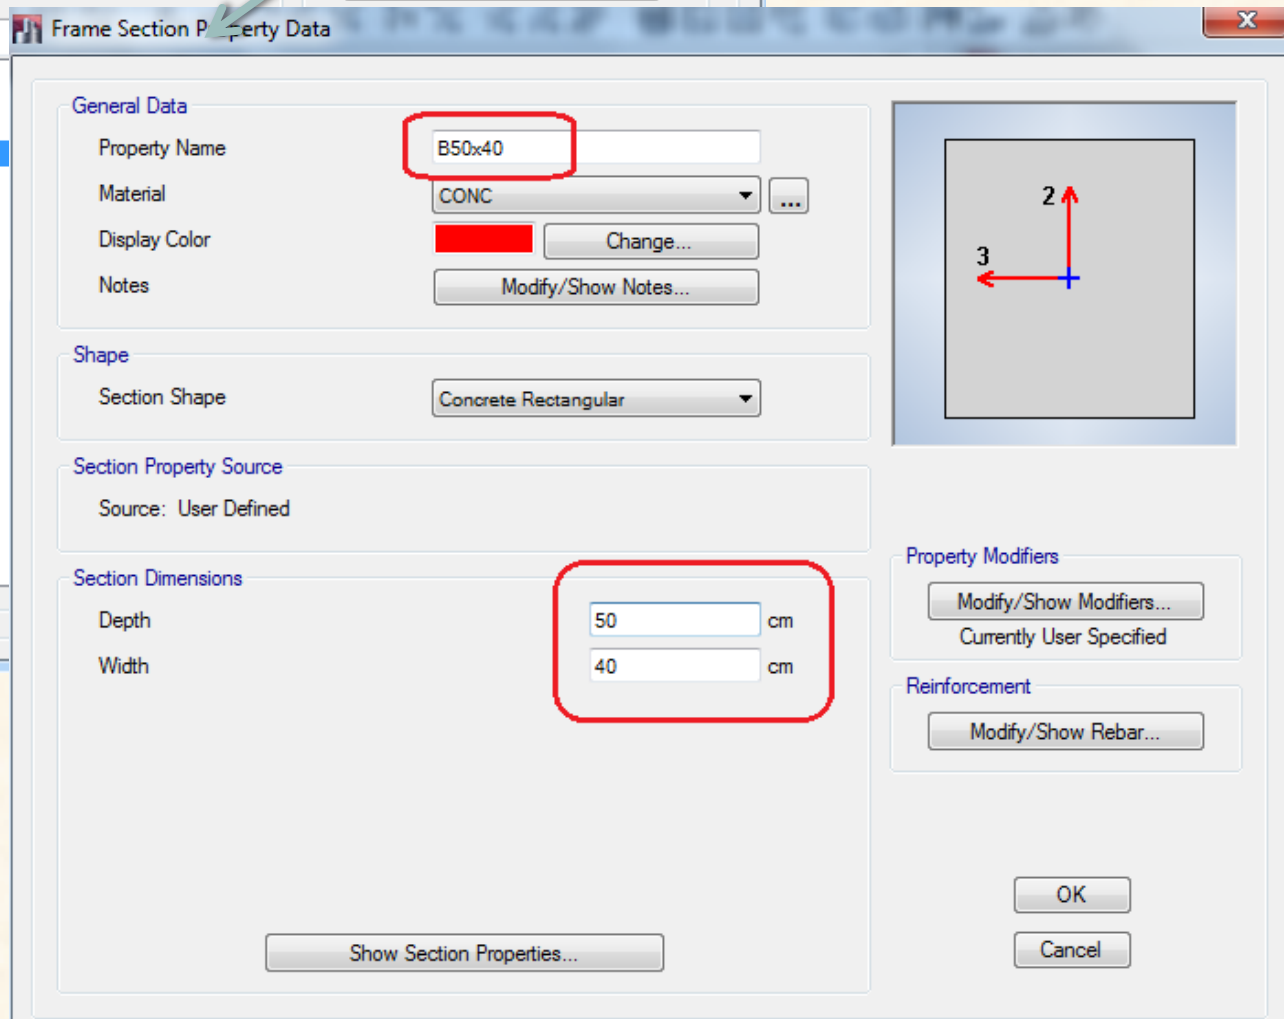 Frame Section Property Data
General Data
Property Name
B50x40
Material
CONC
...
Display Color
Change...
Notes
Modify/Show Notes...
2
3
Shape
Section Shape
Concrete Rectangular
Section Property Source
Source: User Defined
Section Dimensions
Depth
50
cm
Width
40
cm
Property Modifiers
Modify/Show Modifiers...
Currently User Specified
Reinforcement
Modify/Show Rebar...
Show Section Properties...
OK
Cancel